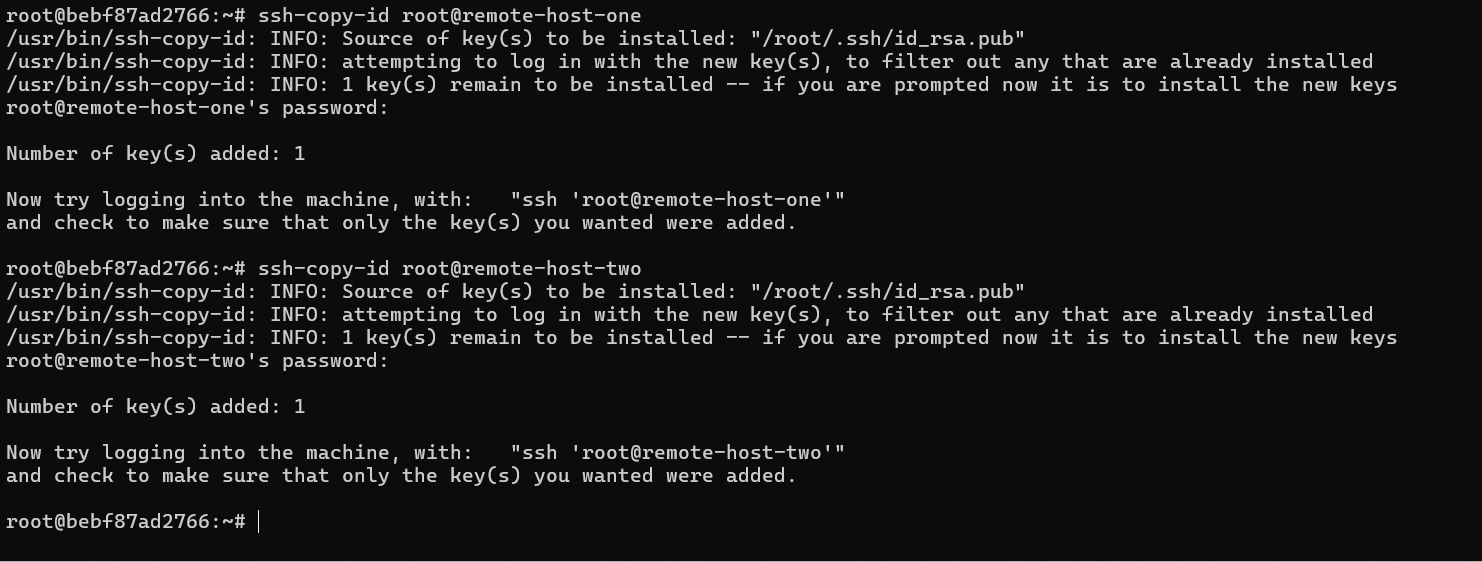 root@bebf87ad2766:~# ssh-copy-id root@remote-host-one
/usr/bin/ssh-copy-id: INFO: Source of key(s) to be installed: "/root/.ssh/id_rsa.pub"
/usr/bin/ssh-copy-id: INFO: attempting to log in with the new key(s), to filter out any that are already installed
/usr/bin/ssh-copy-id: INFO: 1 key(s) remain to be installed -- if you are prompted now it is to install the new keys
root@remote-host-one's password:
Number of key(s) added: 1
Now try logging into the machine, with:   "ssh 'root@remote-host-one'"
and check to make sure that only the key(s) you wanted were added.
root@bebf87ad2766:~# ssh-copy-id root@remote-host-two
/usr/bin/ssh-copy-id: INFO: Source of key(s) to be installed: "/root/.ssh/id_rsa.pub"
/usr/bin/ssh-copy-id: INFO: attempting to log in with the new key(s), to filter out any that are already installed
/usr/bin/ssh-copy-id: INFO: 1 key(s) remain to be installed -- if you are prompted now it is to install the new keys
root@remote-host-two's password:
Number of key(s) added: 1
Now try logging into the machine, with:   "ssh 'root@remote-host-two'"
and check to make sure that only the key(s) you wanted were added.
root@bebf87ad2766:~#